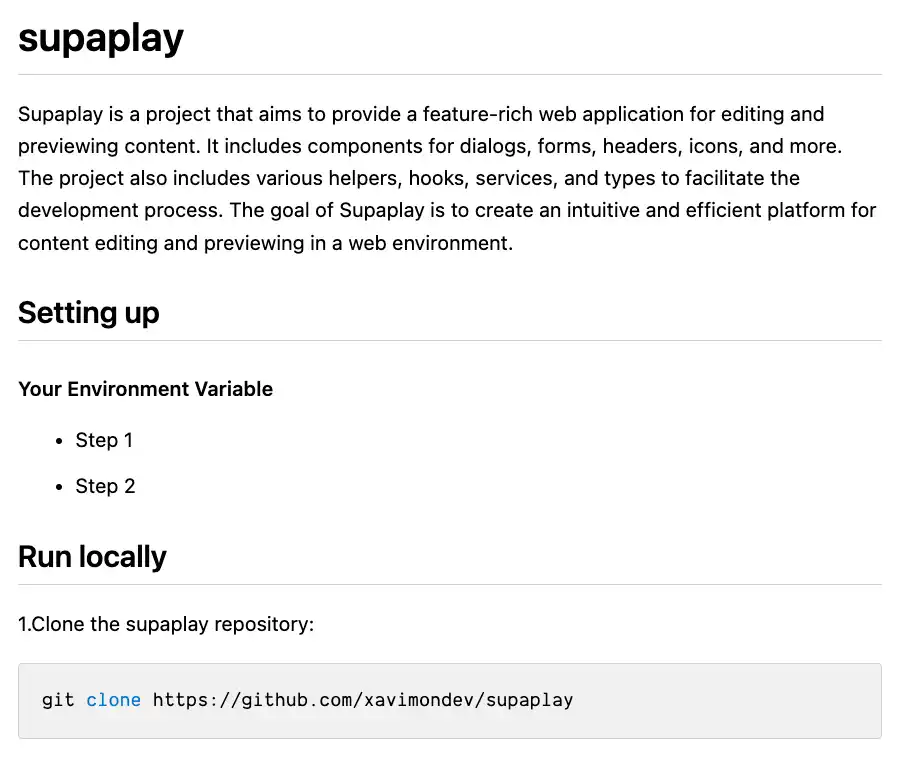 supaplay
Supaplay is a project that aims to provide a feature-rich web application for editing and
previewing content. It includes components for dialogs, forms, headers, icons, and more.
The project also includes various helpers, hooks, services, and types to facilitate the
development process. The goal of Supaplay is to create an intuitive and efficient platform for
content editing and previewing in a web environment.
Setting up
Your Environment Variable
• Step 1
• Step 2
Run locally
1.Clone the supaplay repository:
git clone https://github.com/xavimondev/supaplay